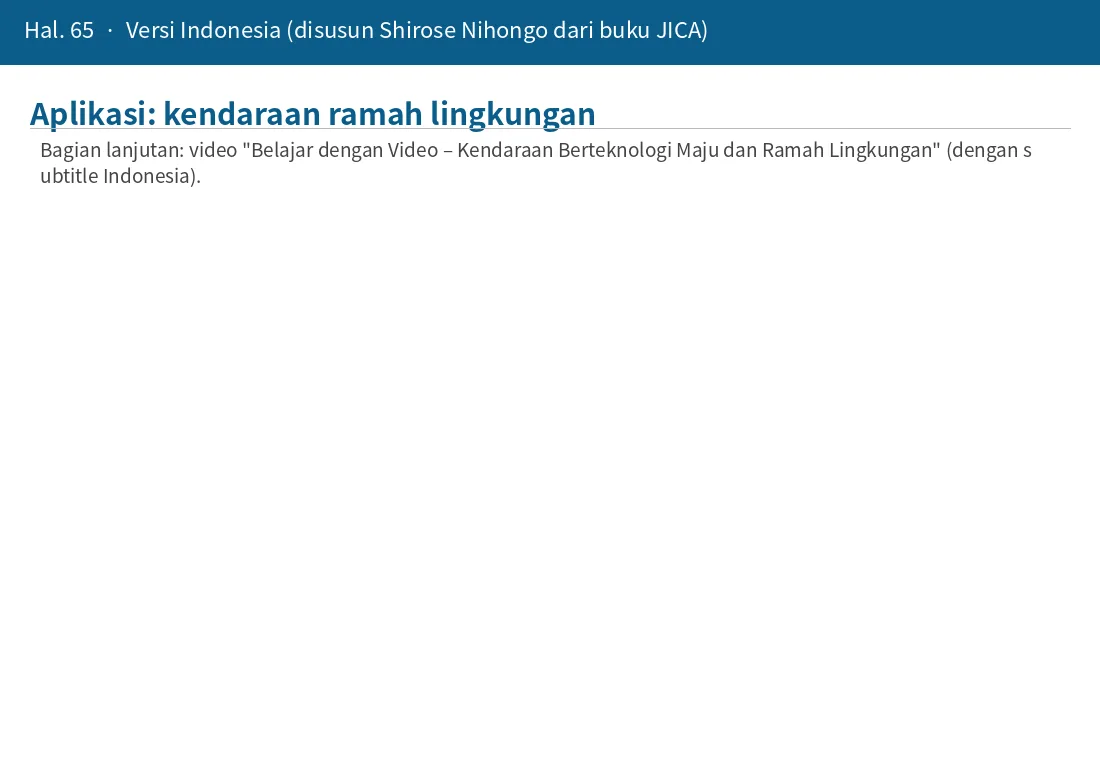 Hal. 65 · Versi Indonesia (disusun Shirose Nihongo dari buku JICA)
Aplikasi: kendaraan ramah lingkungan
Bagian lanjutan: video "Belajar dengan Video – Kendaraan Berteknologi Maju dan Ramah Lingkungan" (dengan s
ubtitle Indonesia).